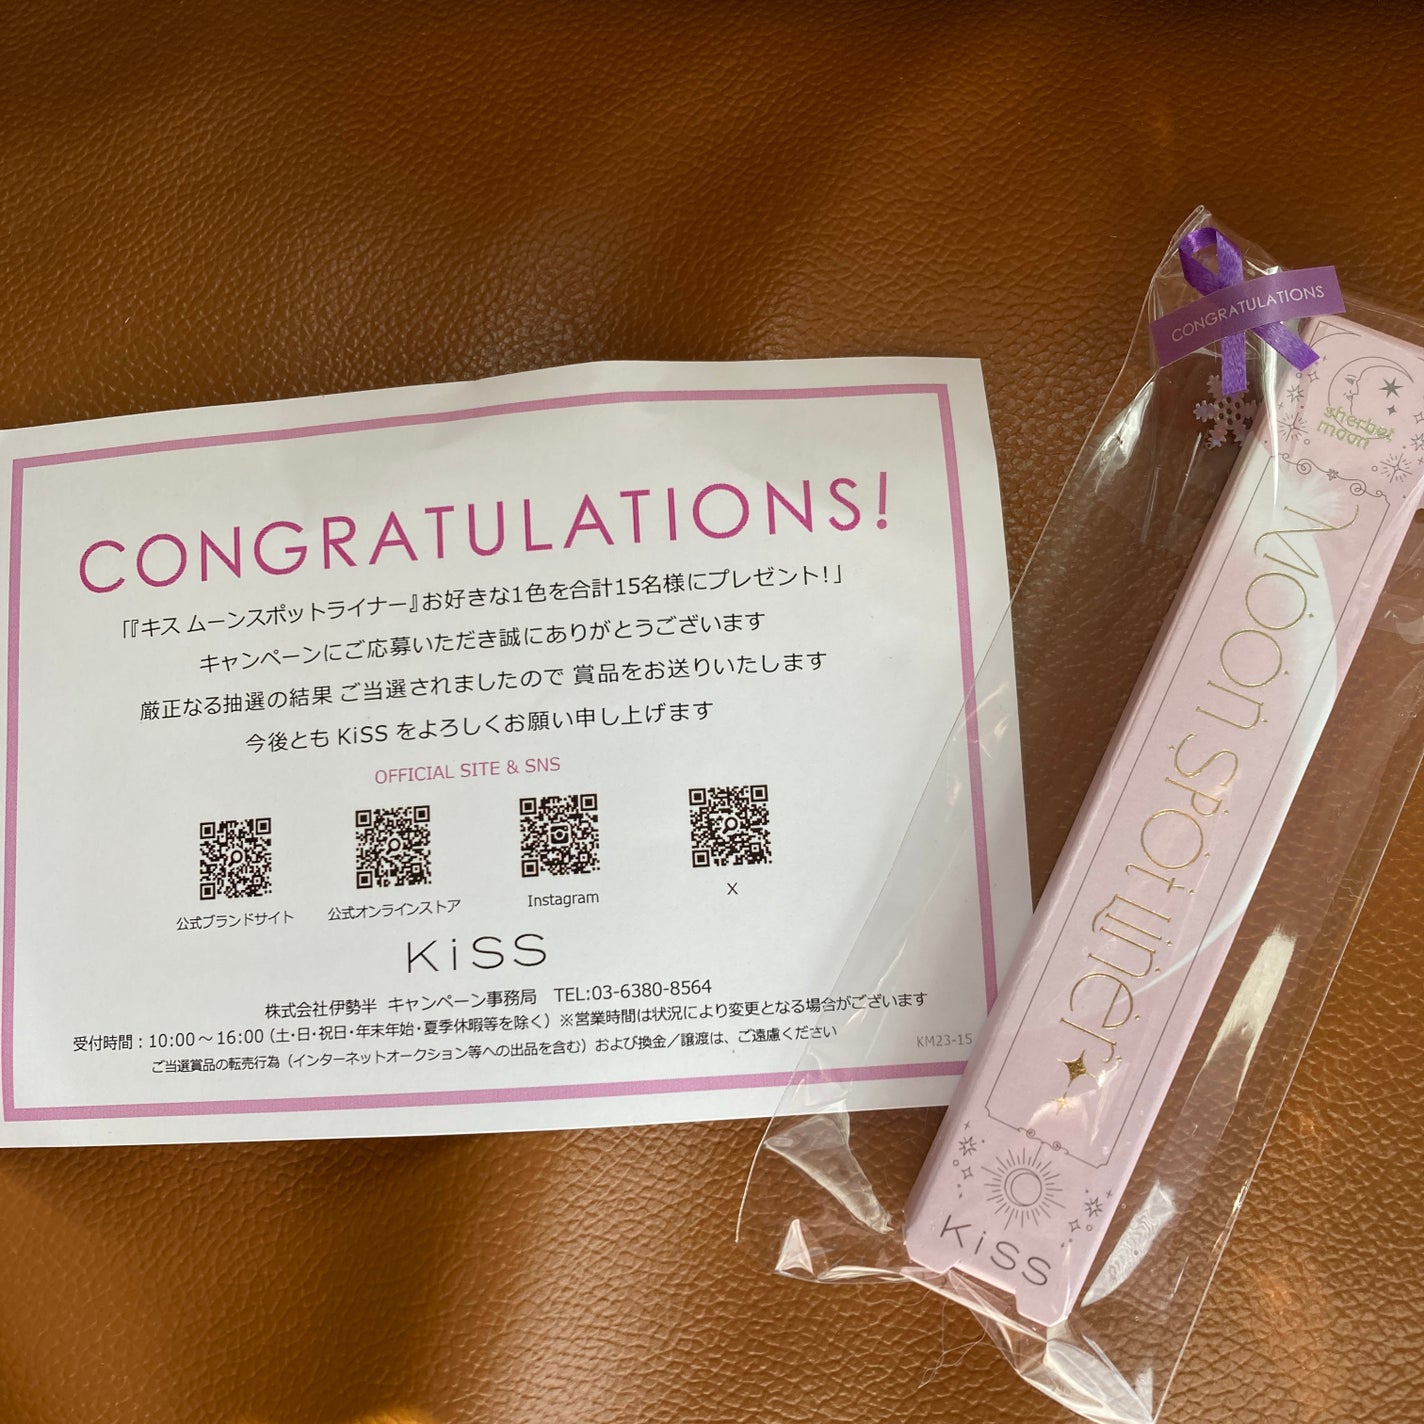 CONGRATULATIONS!
「『キス ムーンスポットライナー』お好きな1色を合計15名様にプレゼント!」
キャンペーンにご応募いただき誠にありがとうございます
厳正なる抽選の結果 ご当選されましたので 賞品をお送りいたします
今後とも KiSS をよろしくお願い申し上げます
OFFICIAL SITE & SNS
公式ブランドサイト
公式オンラインストア
Instagram
X
KiSS
株式会社伊勢半 キャンペーン事務局 TEL:03-6380-8564
受付時間:10:00~16:00(土・日・祝日・年末年始・夏季休暇等を除く)※営業時間は状況により変更となる場合がございます
ご当選賞品の転売行為(インターネットオークション等への出品を含む)および換金/譲渡は、ご遠慮ください
KM23-15
CONGRATULATIONS
sherbet
moon
Moon Spot Liner
KiSS